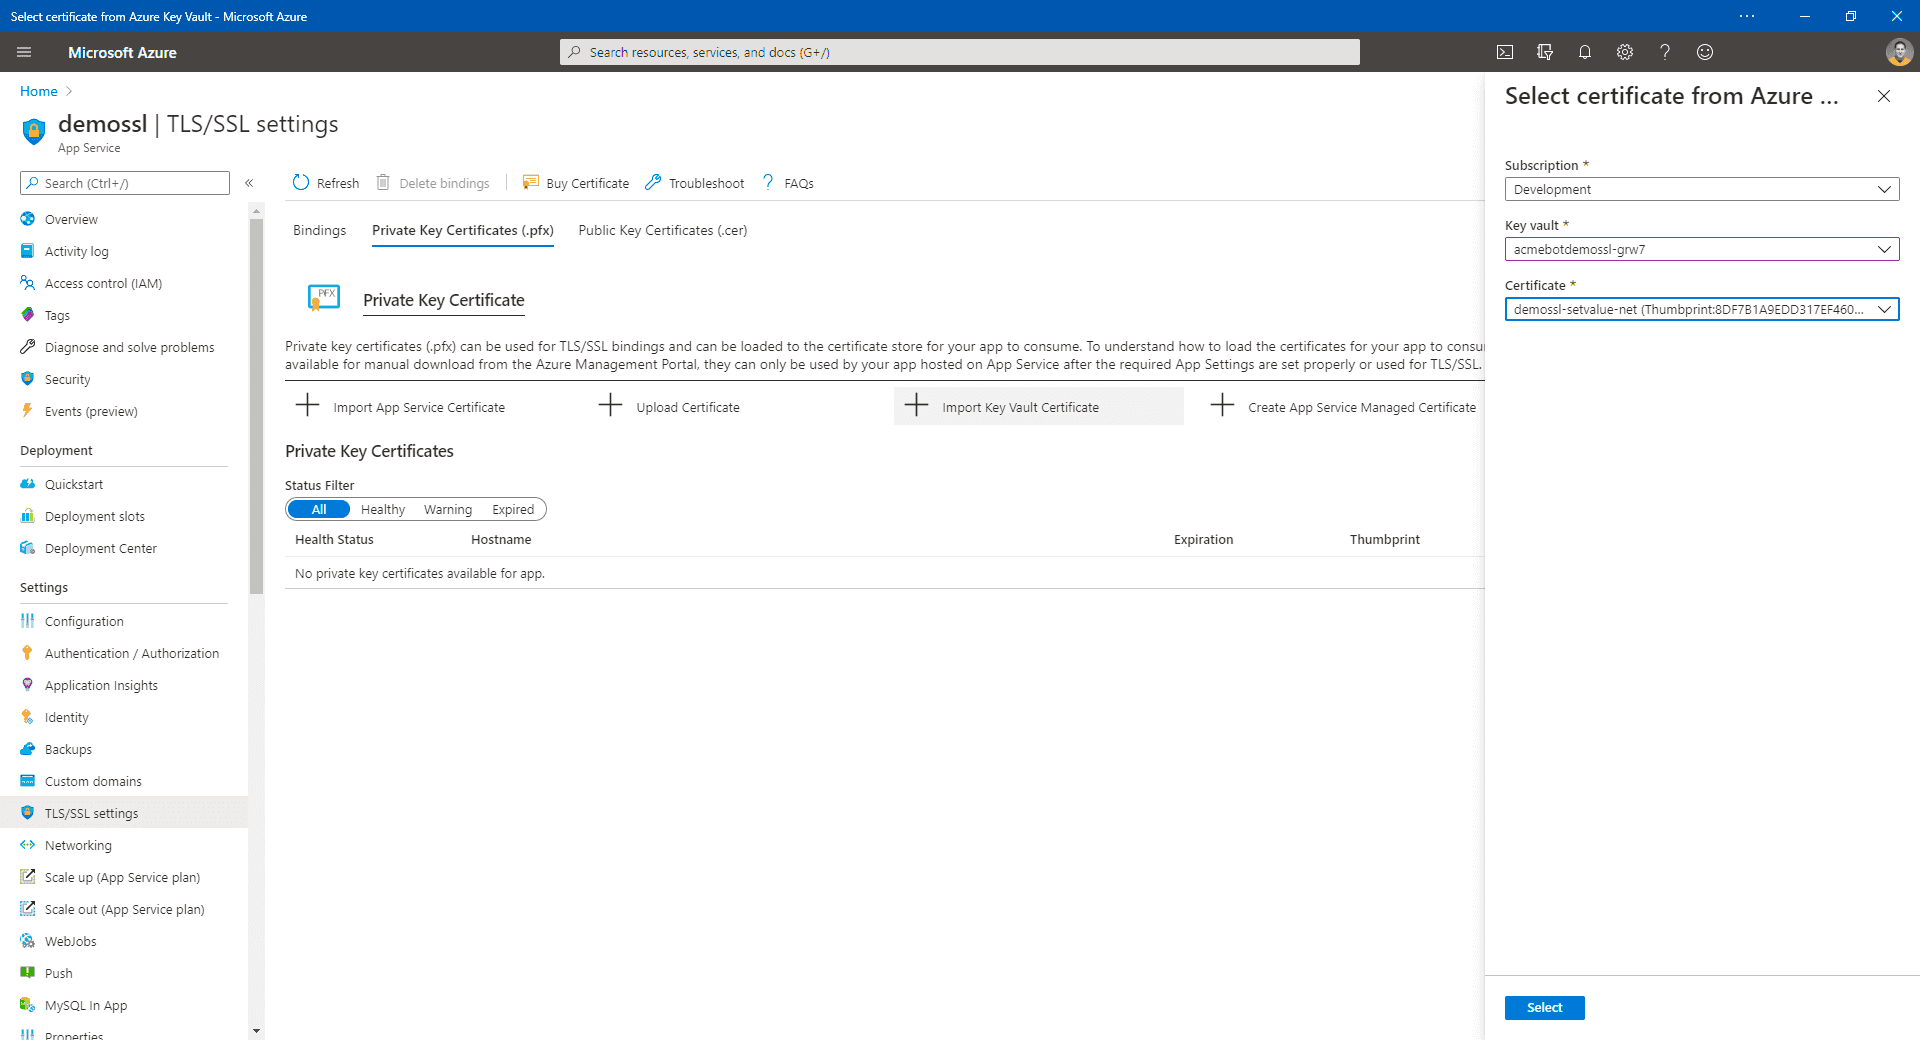 Select certificate from Azure Key Vault - Microsoft Azure
Microsoft Azure
Search resources, services, and docs (G+/)
Home
demossl | TLS/SSL settings
App Service
Search (Ctrl+/)
Overview
Activity log
Access control (IAM)
Tags
Diagnose and solve problems
Security
Events (preview)
Deployment
Quickstart
Deployment slots
Deployment Center
Settings
Configuration
Authentication / Authorization
Application Insights
Identity
Backups
Custom domains
TLS/SSL settings
Networking
Scale up (App Service plan)
Scale out (App Service plan)
WebJobs
Push
MySQL In App
Properties
Refresh
Delete bindings
Buy Certificate
Troubleshoot
FAQs
Bindings
Private Key Certificates (.pfx)
Public Key Certificates (.cer)
PFX
Private Key Certificate
Private key certificates (.pfx) can be used for TLS/SSL bindings and can be loaded to the certificate store for your app to consume. To understand how to load the certificates for your app to consu
available for manual download from the Azure Management Portal, they can only be used by your app hosted on App Service after the required App Settings are set properly or used for TLS/SSL.
Import App Service Certificate
Upload Certificate
Import Key Vault Certificate
Create App Service Managed Certificate
Private Key Certificates
Status Filter
All Healthy Warning Expired
Health Status Hostname Expiration Thumbprint
No private key certificates available for app.
Select certificate from Azure ...
Subscription *
Development
Key vault *
acmebotdemossl-grw7
Certificate *
demossl-setvalue-net (Thumbprint:8DF7B1A9EDD317EF460...
Select